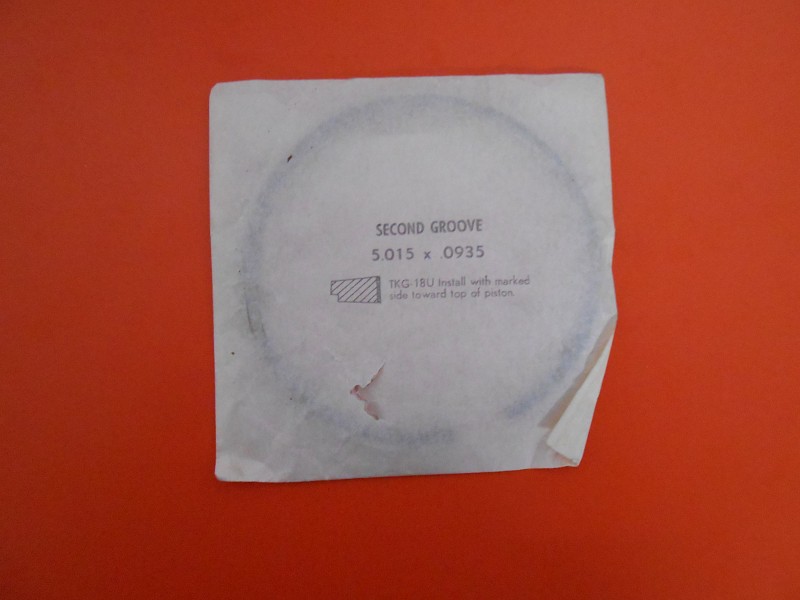 SECOND GROOVE
5.015 x .0935
TKG-18U Install with marked
side toward top of piston.